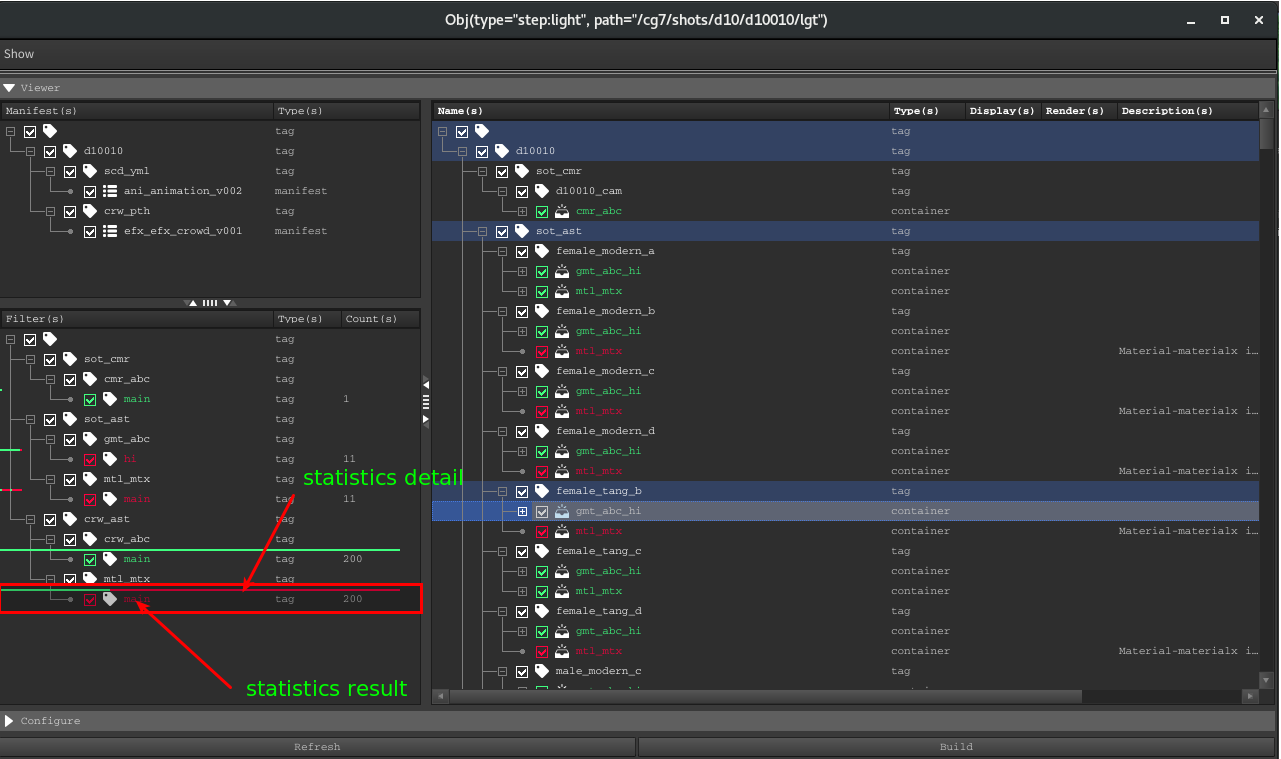 Obj(type="step:light", path="/cg7/shots/d10/d10010/lgt")
Show
Viewer
Manifest(s) Type(s)
tag
d10010 tag
scd_yml tag
ani_animation_v002 manifest
crw_pth tag
efx_efx_crowd_v001 manifest
Filter(s) Type(s) Count(s)
tag
sot_cmr tag
cmr_abc tag
main tag 1
sot_ast tag
gmt_abc tag
hi tag 11
mtl_mtx tag
main tag 11
crw_ast tag
crw_abc tag
main tag 200
mtl_mtx tag
main tag 200
statistics detail
statistics result
Name(s) Type(s) Display(s) Render(s) Description(s)
tag
d10010 tag
sot_cmr tag
d10010_cam tag
cmr_abc container
sot_ast tag
female_modern_a tag
gmt_abc_hi container
mtl_mtx container
female_modern_b tag
gmt_abc_hi container
mtl_mtx container Material-materialx i…
female_modern_c tag
gmt_abc_hi container
mtl_mtx container Material-materialx i…
female_modern_d tag
gmt_abc_hi container
mtl_mtx container Material-materialx i…
female_tang_b tag
gmt_abc_hi container
mtl_mtx container Material-materialx i…
female_tang_c tag
gmt_abc_hi container
mtl_mtx container
female_tang_d tag
gmt_abc_hi container
mtl_mtx container Material-materialx i…
male_modern_c tag
Configure
Refresh Build